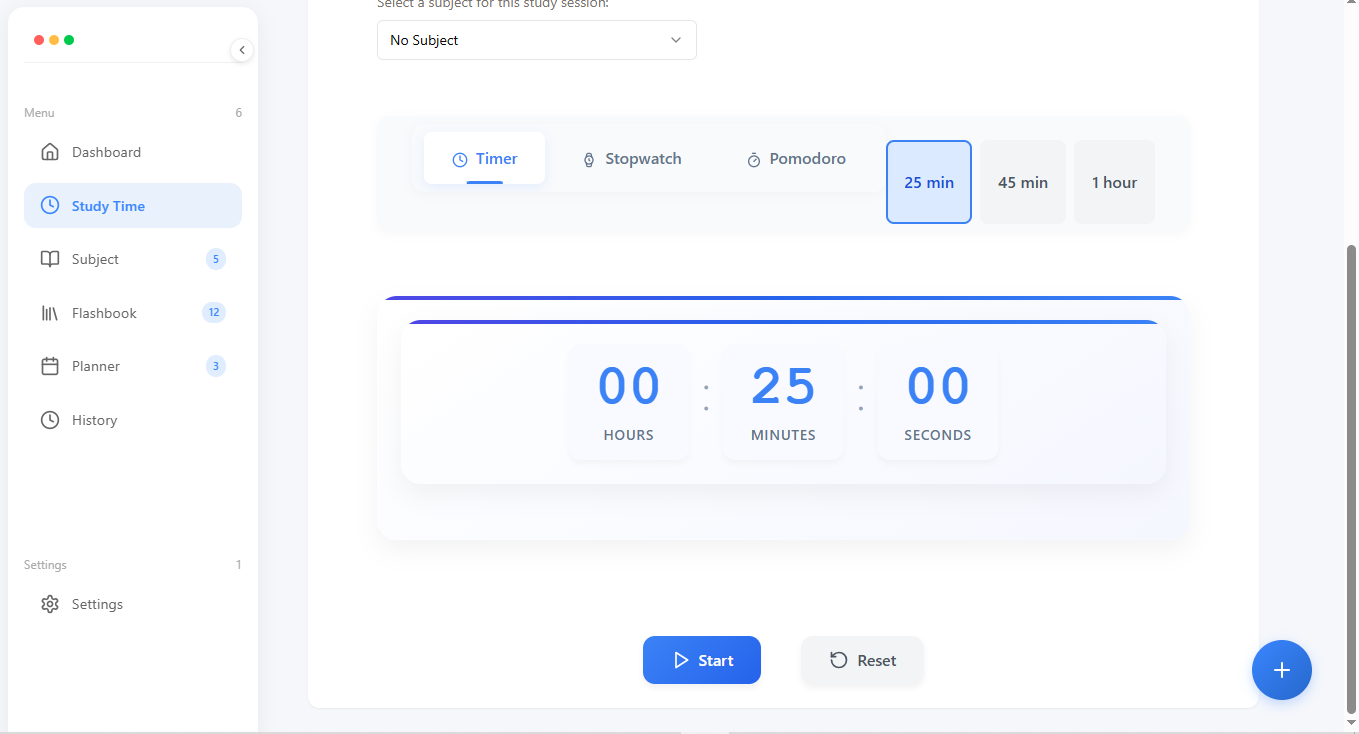 Select a subject for this study session:
No Subject
Menu 6
Dashboard
Study Time
Subject 5
Flashbook 12
Planner 3
History
Settings 1
Settings
Timer Stopwatch Pomodoro 25 min 45 min 1 hour
00 : 25 : 00
HOURS MINUTES SECONDS
Start Reset